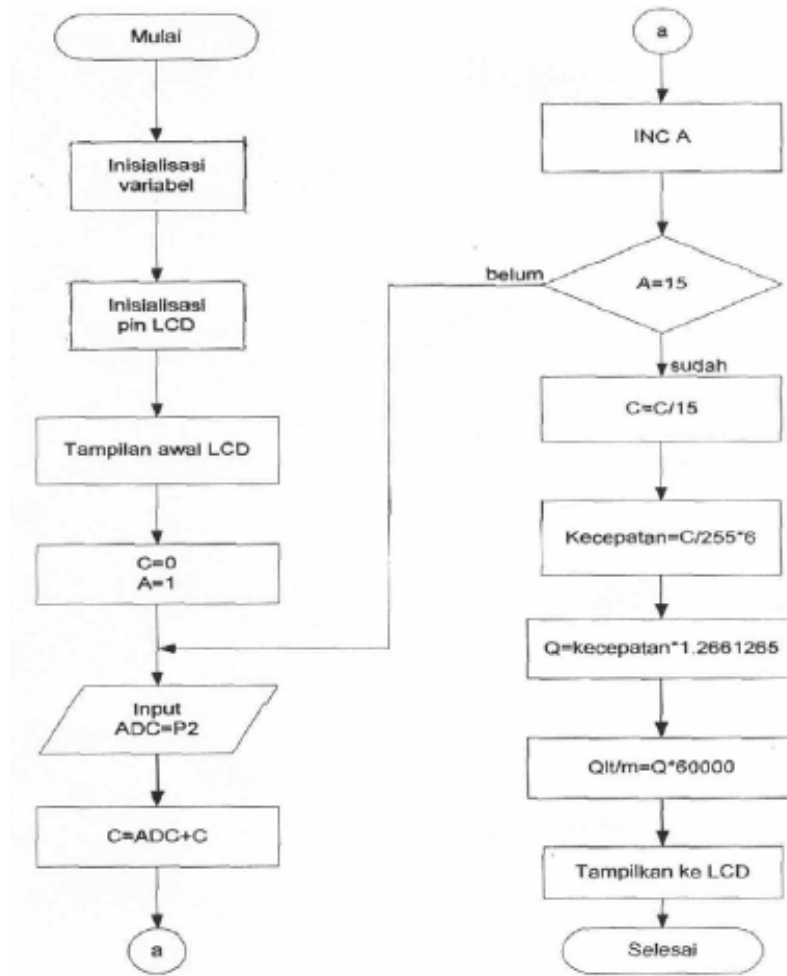 Mulai
Inisialisasi
variabel
Inisialisasi
pin LCD
Tampilan awal LCD
C=0
A=1
Input
ADC=P2
C=ADC+C
a
a
INC A
A=15
belum
sudah
C=C/15
Kecepatan=C/255*6
Q=kecepatan*1.2661265
Qlt/m=Q*60000
Tampilkan ke LCD
Selesai